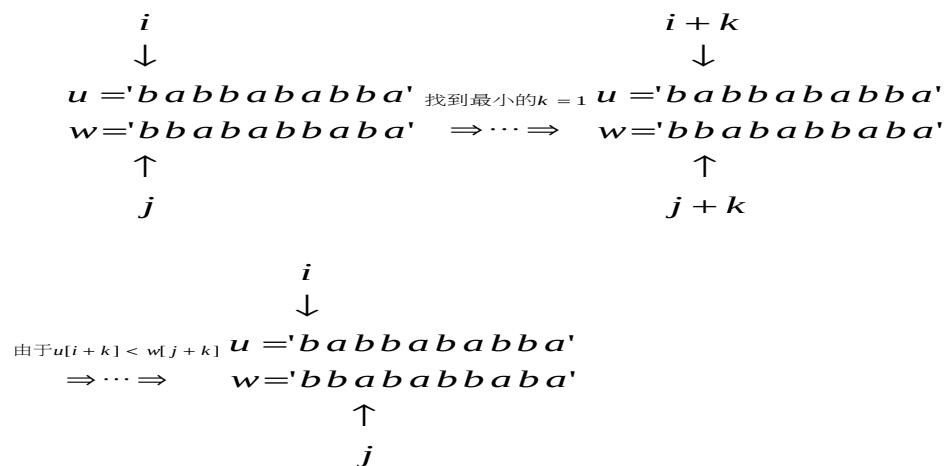 i i + k
↓ ↓
u ='babbababba' 找到最小的k = 1 u ='babbababba'
w='bbababbaba' ⇒⋯⇒ w='bbababbaba'
↑ ↑
j j + k
i
↓
由于u[i + k] < w[j + k] u ='babbababba'
⇒⋯⇒ w='bbababbaba'
↑
j